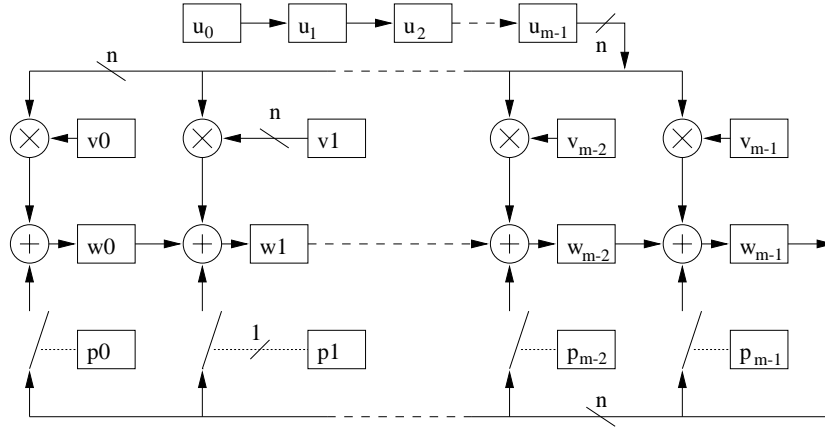 u₀ u₁ u₂ uₘ₋₁
n
n
v0 n v1 vₘ₋₂ vₘ₋₁
w0 w1 wₘ₋₂ wₘ₋₁
p0 1 p1 pₘ₋₂ pₘ₋₁
n